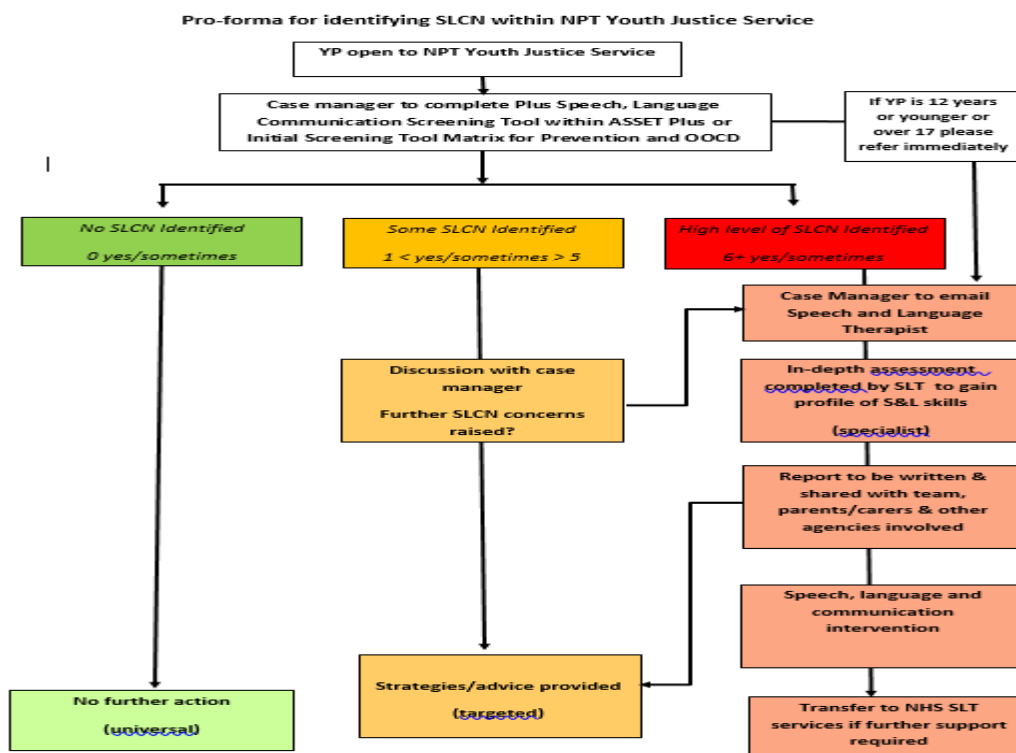 Pro-forma for identifying SLCN within NPT Youth Justice Service
YP open to NPT Youth Justice Service
Case manager to complete Plus Speech, Language
Communication Screening Tool within ASSET Plus or
Initial Screening Tool Matrix for Prevention and OOCD
If YP is 12 years
or younger or
over 17 please
refer immediately
No SLCN Identified
0 yes/sometimes
Some SLCN Identified
1 < yes/sometimes > 5
High level of SLCN Identified
6+ yes/sometimes
Case Manager to email
Speech and Language
Therapist
Discussion with case
manager
Further SLCN concerns
raised?
In-depth assessment
completed by SLT to gain
profile of S&L skills
(specialist)
Report to be written &
shared with team,
parents/carers & other
agencies involved
Speech, language and
communication
intervention
No further action
(universal)
Strategies/advice provided
(targeted)
Transfer to NHS SLT
services if further support
required